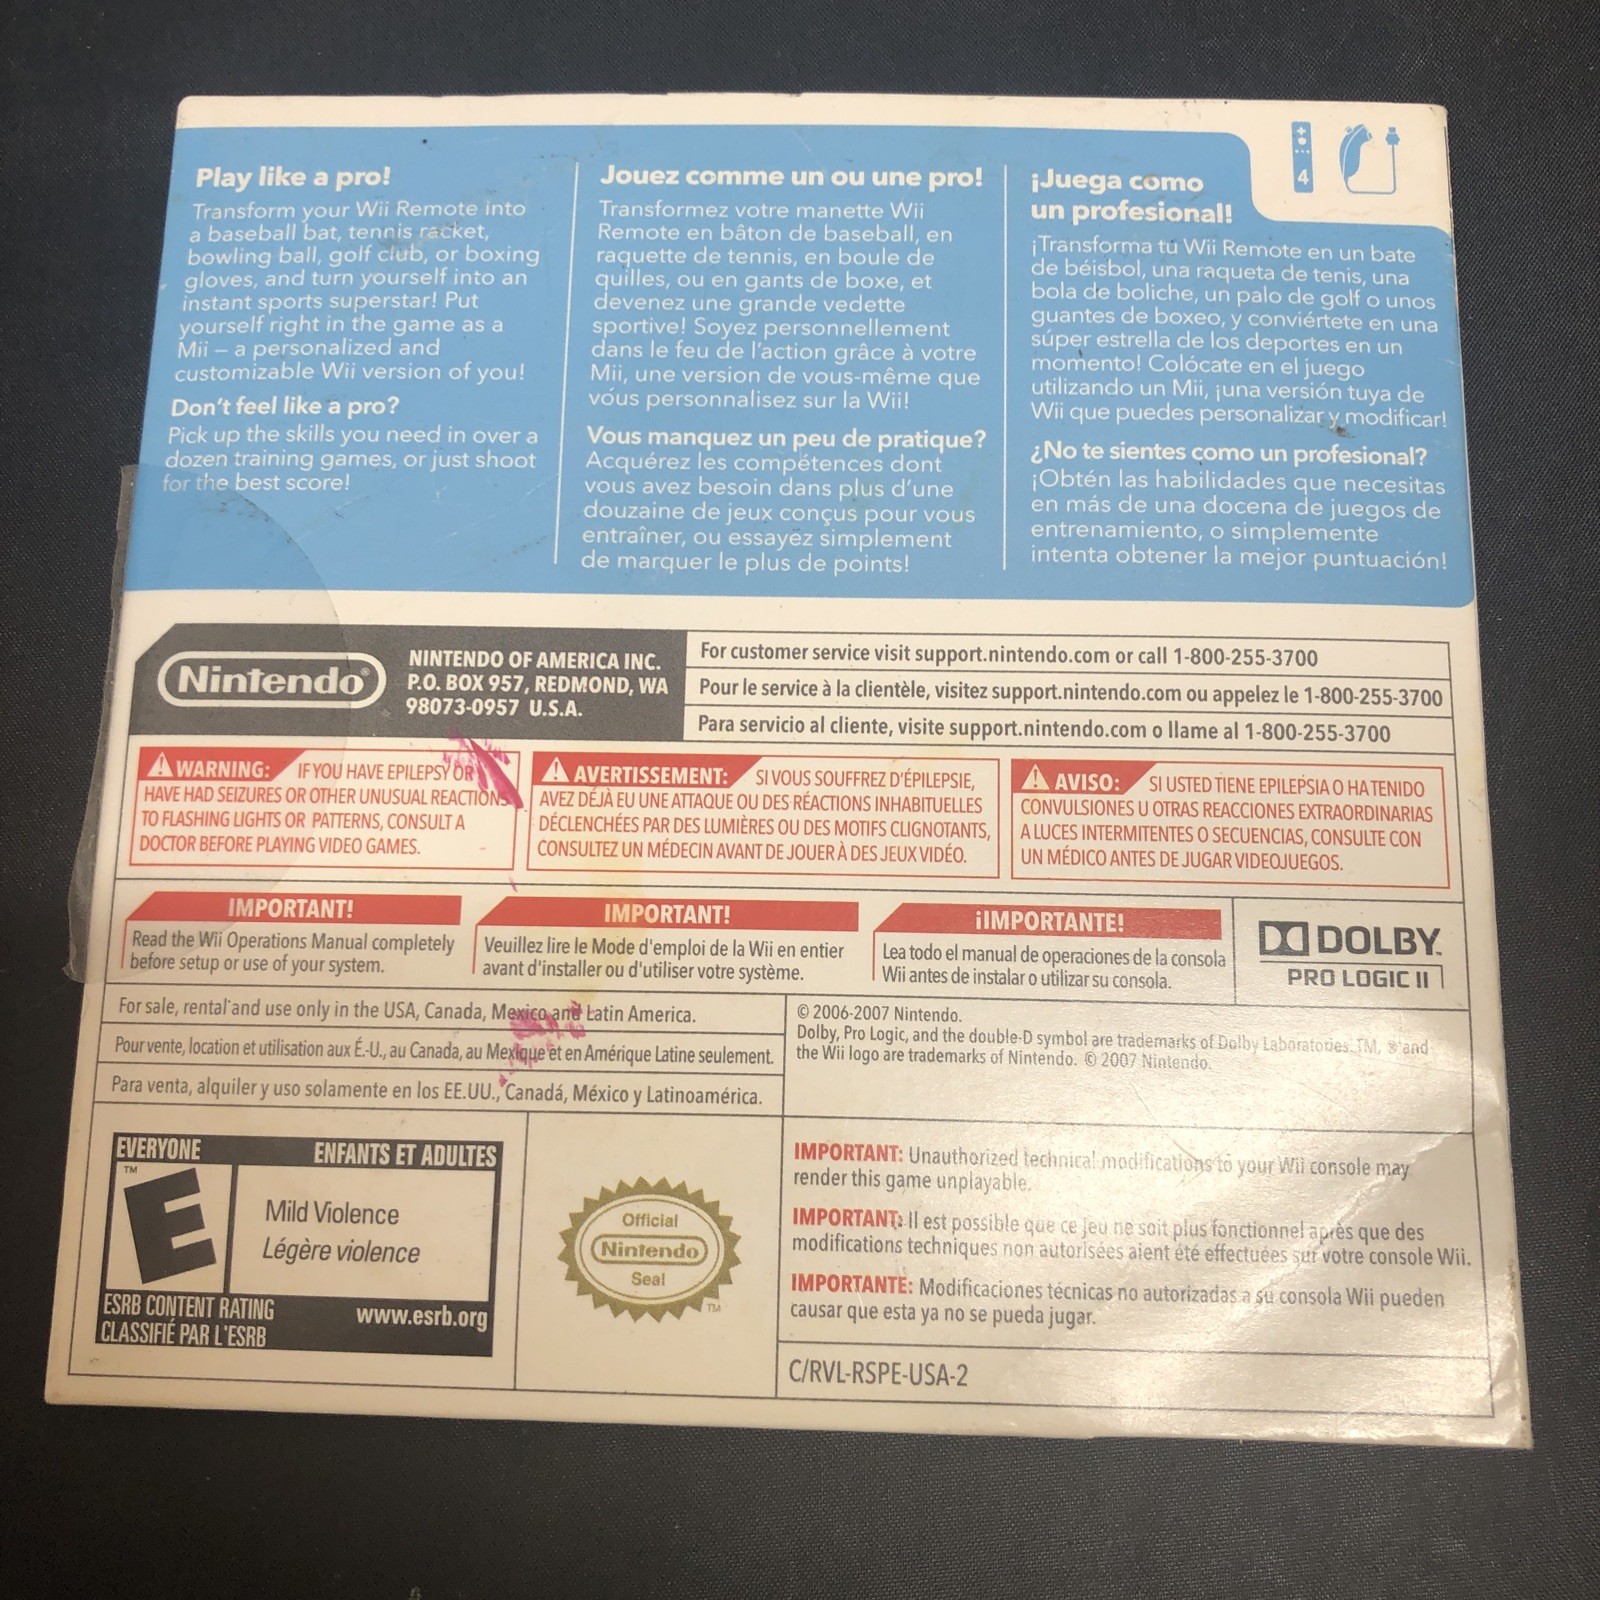 4
Play like a pro!
Transform your Wii Remote into
a baseball bat, tennis racket,
bowling ball, golf club, or boxing
gloves, and turn yourself into an
instant sports superstar! Put
yourself right in the game as a
Mii – a personalized and
customizable Wii version of you!
Don't feel like a pro?
Pick up the skills you need in over a
dozen training games, or just shoot
for the best score!
Jouez comme un ou une pro!
Transformez votre manette Wii
Remote en bâton de baseball, en
raquette de tennis, en boule de
quilles, ou en gants de boxe, et
devenez une grande vedette
sportive! Soyez personnellement
dans le feu de l'action grâce à votre
Mii, une version de vous-même que
vous personnalisez sur la Wii!
Vous manquez un peu de pratique?
Acquérez les compétences dont
vous avez besoin dans plus d'une
douzaine de jeux conçus pour vous
entraîner, ou essayez simplement
de marquer le plus de points!
¡Juega como
un profesional!
¡Transforma tu Wii Remote en un bate
de béisbol, una raqueta de tenis, una
bola de boliche, un palo de golf o unos
guantes de boxeo, y conviértete en una
súper estrella de los deportes en un
momento! Colócate en el juego
utilizando un Mii, ¡una versión tuya de
Wii que puedes personalizar y modificar!
¿No te sientes como un profesional?
¡Obtén las habilidades que necesitas
en más de una docena de juegos de
entrenamiento, o simplemente
intenta obtener la mejor puntuación!
Nintendo®
NINTENDO OF AMERICA INC.
P.O. BOX 957, REDMOND, WA
98073-0957 U.S.A.
For customer service visit support.nintendo.com or call 1-800-255-3700
Pour le service à la clientèle, visitez support.nintendo.com ou appelez le 1-800-255-3700
Para servicio al cliente, visite support.nintendo.com o llame al 1-800-255-3700
WARNING: IF YOU HAVE EPILEPSY OR
HAVE HAD SEIZURES OR OTHER UNUSUAL REACTIONS
TO FLASHING LIGHTS OR PATTERNS, CONSULT A
DOCTOR BEFORE PLAYING VIDEO GAMES.
AVERTISSEMENT: SI VOUS SOUFFREZ D'ÉPILEPSIE,
AVEZ DÉJÀ EU UNE ATTAQUE OU DES RÉACTIONS INHABITUELLES
DÉCLENCHÉES PAR DES LUMIÈRES OU DES MOTIFS CLIGNOTANTS,
CONSULTEZ UN MÉDECIN AVANT DE JOUER À DES JEUX VIDÉO.
AVISO: SI USTED TIENE EPILEPSIA O HA TENIDO
CONVULSIONES U OTRAS REACCIONES EXTRAORDINARIAS
A LUCES INTERMITENTES O SECUENCIAS, CONSULTE CON
UN MÉDICO ANTES DE JUGAR VIDEOJUEGOS.
IMPORTANT!
Read the Wii Operations Manual completely
before setup or use of your system.
IMPORTANT!
Veuillez lire le Mode d'emploi de la Wii en entier
avant d'installer ou d'utiliser votre système.
¡IMPORTANTE!
Lea todo el manual de operaciones de la consola
Wii antes de instalar o utilizar su consola.
DOLBY™
PRO LOGIC II
For sale, rental and use only in the USA, Canada, Mexico and Latin America.
Pour vente, location et utilisation aux É.-U., au Canada, au Mexique et en Amérique Latine seulement.
Para venta, alquiler y uso solamente en los EE.UU., Canadá, México y Latinoamérica.
© 2006-2007 Nintendo.
Dolby, Pro Logic, and the double-D symbol are trademarks of Dolby Laboratories. TM, ® and
the Wii logo are trademarks of Nintendo. © 2007 Nintendo.
EVERYONE ENFANTS ET ADULTES
TM
E
Mild Violence
Légère violence
ESRB CONTENT RATING
CLASSIFIÉ PAR L'ESRB
www.esrb.org
Official
Nintendo
Seal
TM
IMPORTANT: Unauthorized technical modifications to your Wii console may
render this game unplayable.
IMPORTANT: Il est possible que ce jeu ne soit plus fonctionnel après que des
modifications techniques non autorisées aient été effectuées sur votre console Wii.
IMPORTANTE: Modificaciones técnicas no autorizadas a su consola Wii pueden
causar que esta ya no se pueda jugar.
C/RVL-RSPE-USA-2